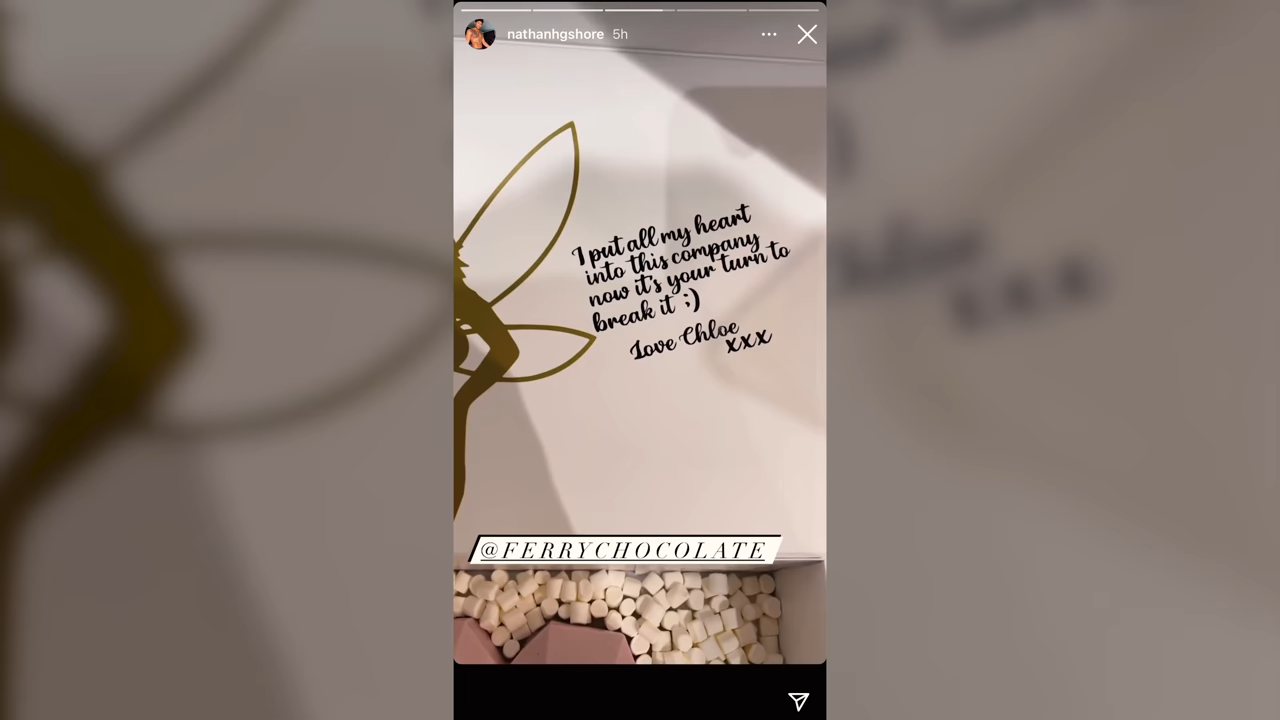 nathanhgshore 5h
I put all my heart
into this company
now it's your turn to
break it ;)
Love Chloe
xxx
@FERRYCHOCOLATE